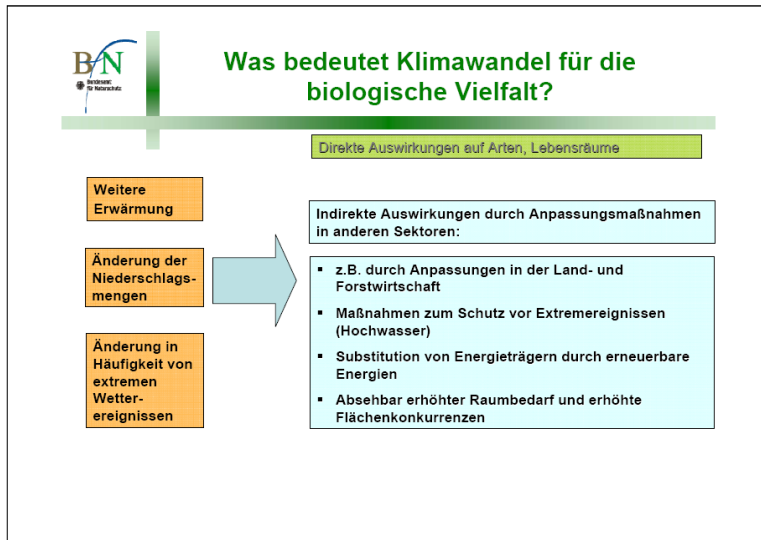 BfN
Bundesamt
für Naturschutz
Was bedeutet Klimawandel für die
biologische Vielfalt?
Direkte Auswirkungen auf Arten, Lebensräume
Weitere
Erwärmung
Änderung der
Niederschlags-
mengen
Änderung in
Häufigkeit von
extremen
Wetter-
ereignissen
Indirekte Auswirkungen durch Anpassungsmaßnahmen
in anderen Sektoren:
▪ z.B. durch Anpassungen in der Land- und
Forstwirtschaft
▪ Maßnahmen zum Schutz vor Extremereignissen
(Hochwasser)
▪ Substitution von Energieträgern durch erneuerbare
Energien
▪ Absehbar erhöhter Raumbedarf und erhöhte
Flächenkonkurrenzen